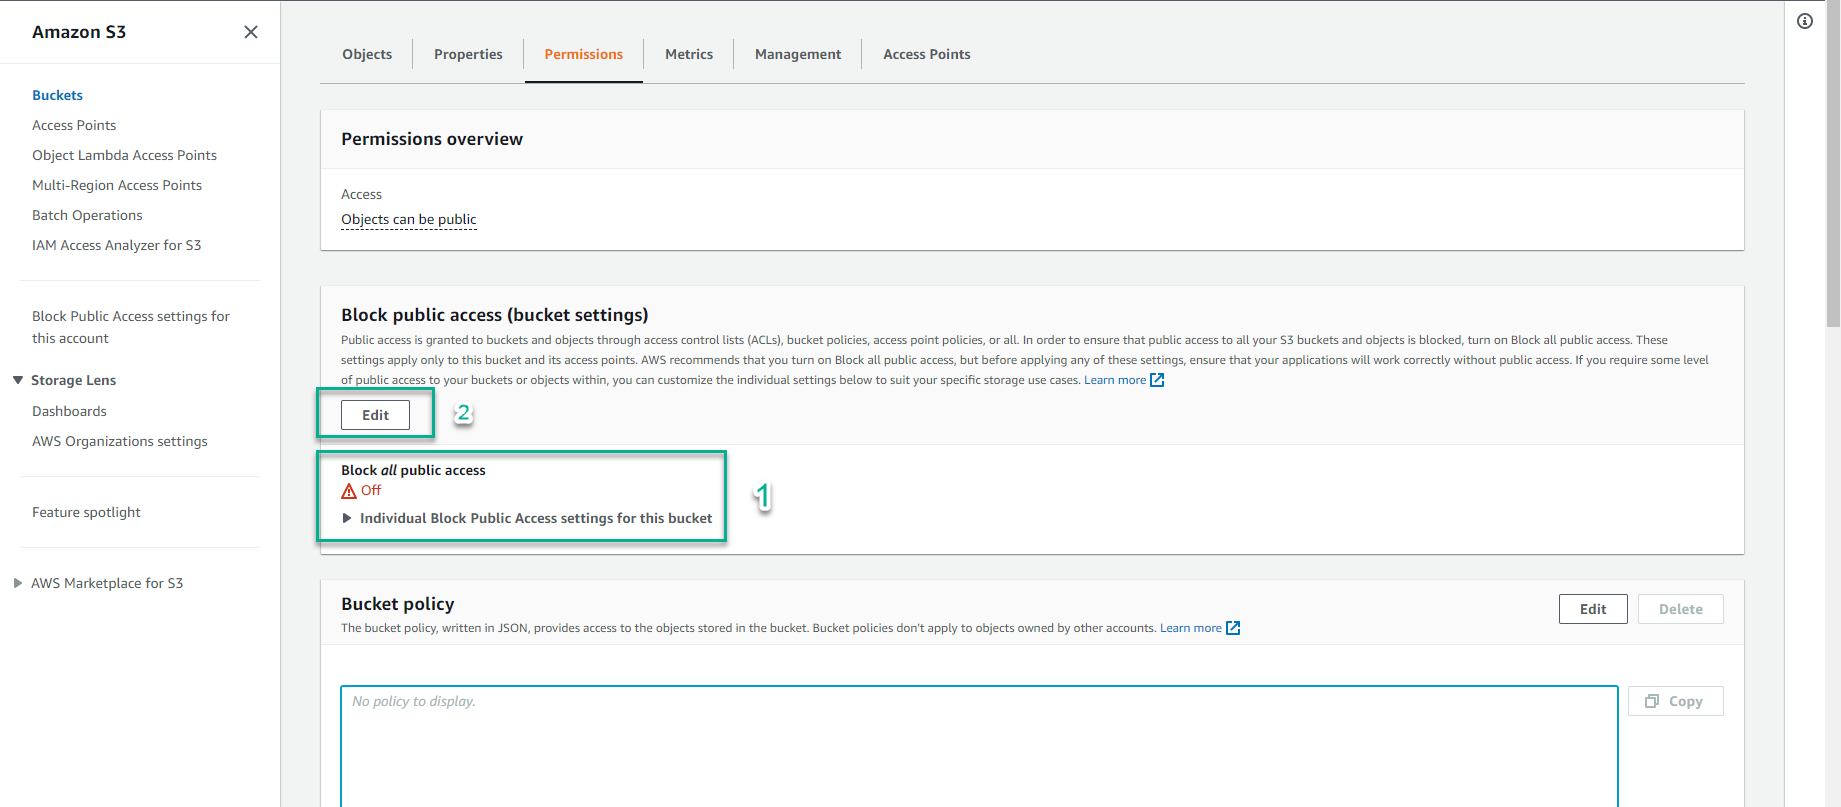 Amazon S3
Buckets
Access Points
Object Lambda Access Points
Multi-Region Access Points
Batch Operations
IAM Access Analyzer for S3
Block Public Access settings for
this account
Storage Lens
Dashboards
AWS Organizations settings
Feature spotlight
AWS Marketplace for S3
Objects
Properties
Permissions
Metrics
Management
Access Points
Permissions overview
Access
Objects can be public
Block public access (bucket settings)
Public access is granted to buckets and objects through access control lists (ACLs), bucket policies, access point policies, or all. In order to ensure that public access to all your S3 buckets and objects is blocked, turn on Block all public access. These
settings apply only to this bucket and its access points. AWS recommends that you turn on Block all public access, but before applying any of these settings, ensure that your applications will work correctly without public access. If you require some level
of public access to your buckets or objects within, you can customize the individual settings below to suit your specific storage use cases. Learn more
Edit
2
Block all public access
Off
Individual Block Public Access settings for this bucket
1
Bucket policy
Edit
Delete
The bucket policy, written in JSON, provides access to the objects stored in the bucket. Bucket policies don't apply to objects owned by other accounts. Learn more
No policy to display.
Copy